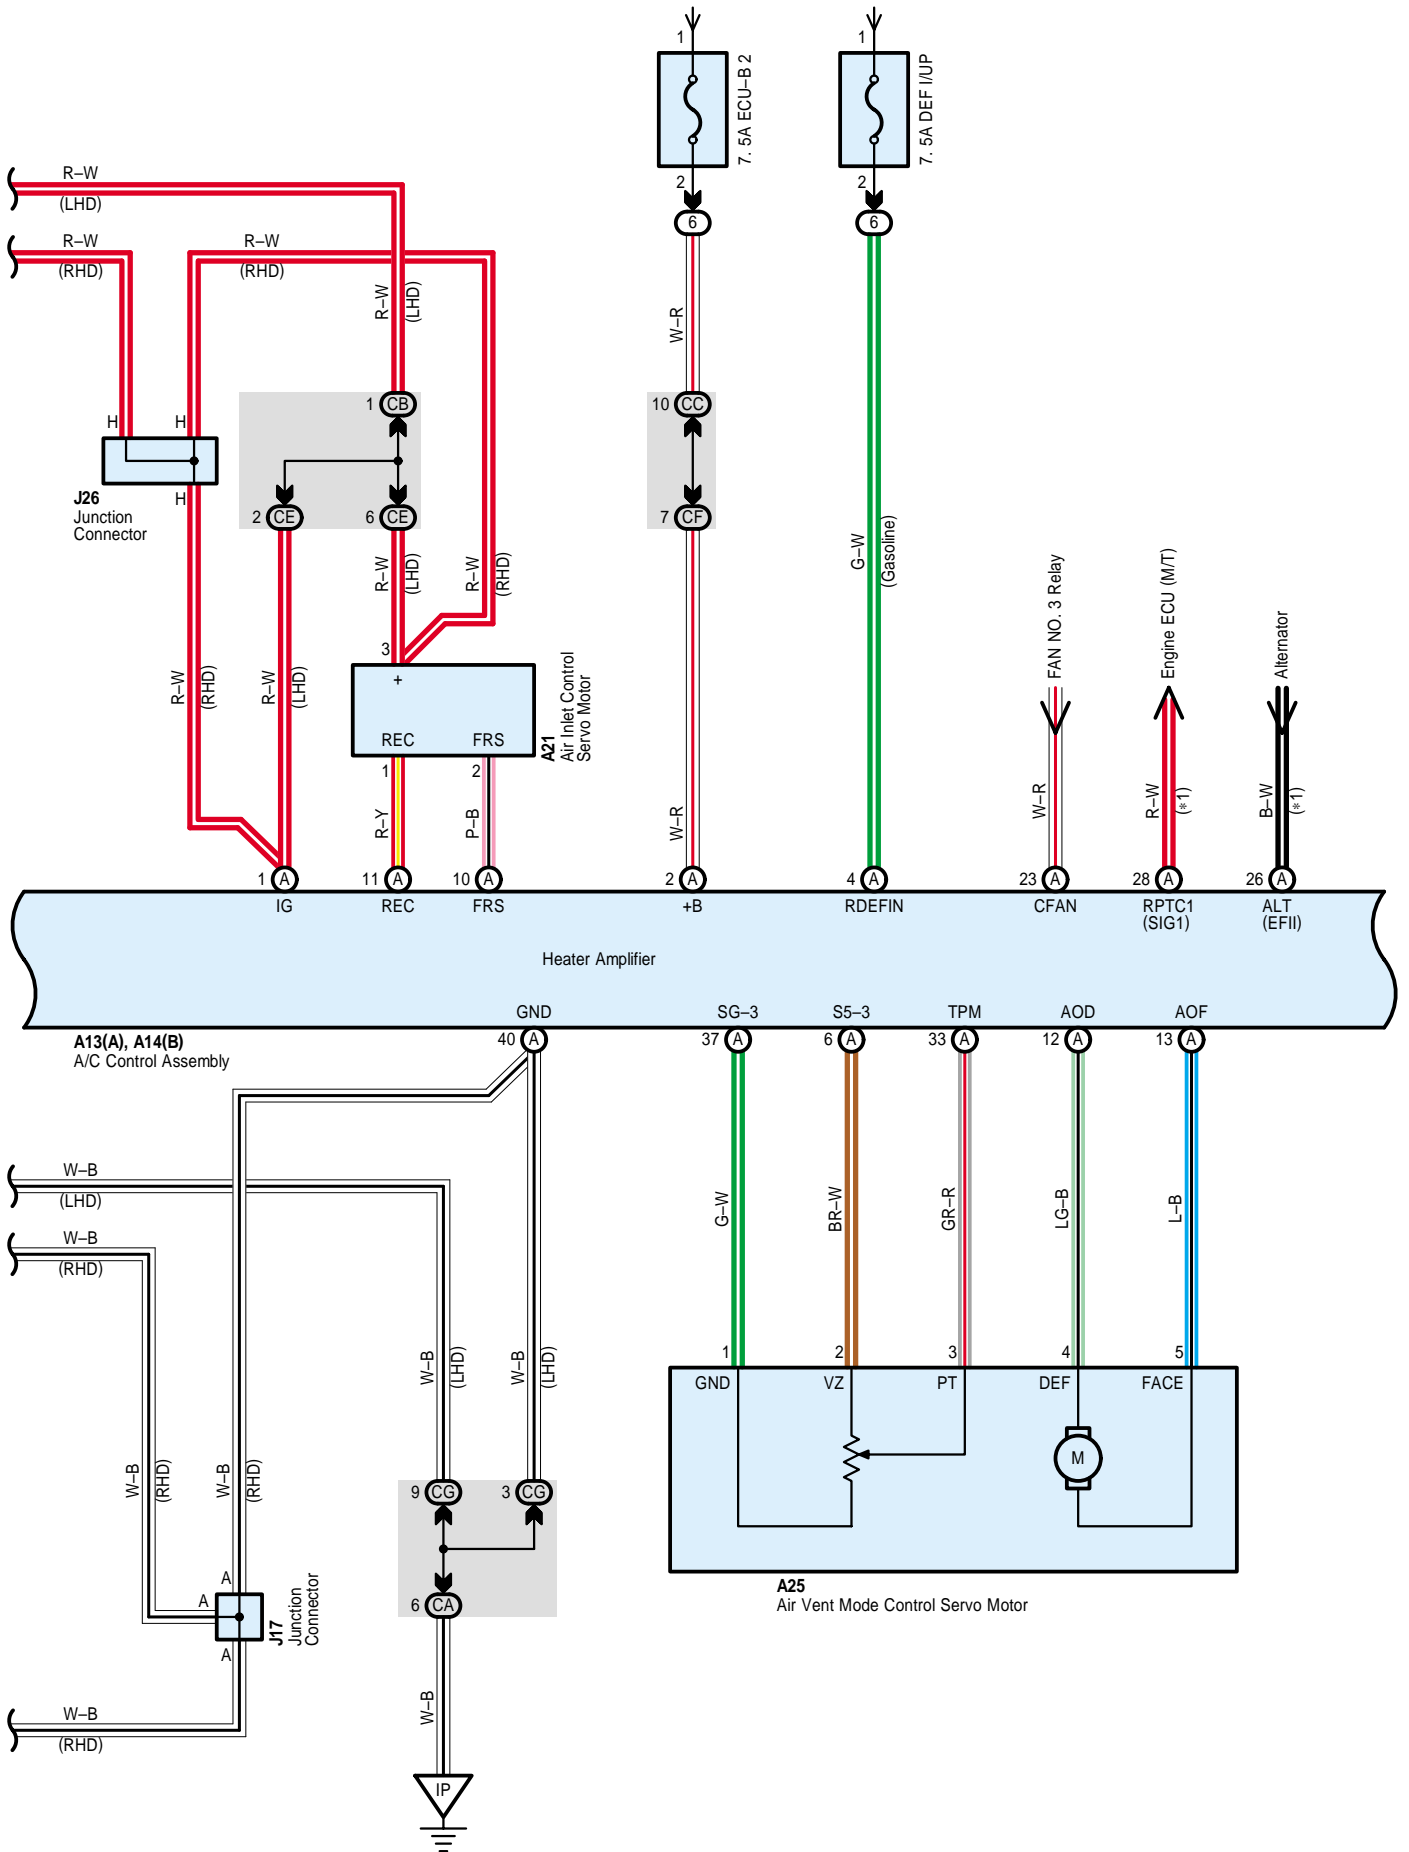 1
7. 5A ECU–B 2
2
6
1
7. 5A DEF I/UP
2
6
R–W
(LHD)
R–W
(RHD)
R–W
(RHD)
R–W
(LHD)
W–R
1 CB
10 CC
H
H
J26
Junction
Connector
H
2 CE
6 CE
7 CF
R–W
(LHD)
R–W
(RHD)
G–W
(Gasoline)
FAN NO. 3 Relay
Engine ECU (M/T)
Alternator
R–W
(RHD)
R–W
(LHD)
3
+
REC
FRS
A21
Air Inlet Control
Servo Motor
1
2
R–Y
P–B
W–R
W–R
R–W
(*1)
B–W
(*1)
1 A
11 A
10 A
2 A
4 A
23 A
28 A
26 A
IG
REC
FRS
+B
RDEFIN
CFAN
RPTC1
(SIG1)
ALT
(EFII)
Heater Amplifier
GND
SG–3
S5–3
TPM
AOD
AOF
A13(A), A14(B)
A/C Control Assembly
40 A
37 A
6 A
33 A
12 A
13 A
W–B
(LHD)
W–B
(RHD)
G–W
BR–W
GR–R
LG–B
L–B
W–B
(LHD)
W–B
(LHD)
1
2
3
4
5
GND
VZ
PT
DEF
FACE
M
W–B
(RHD)
W–B
(RHD)
9 CG
3 CG
A25
Air Vent Mode Control Servo Motor
A
A
J17
Junction
Connector
A
6 CA
W–B
W–B
(RHD)
IP